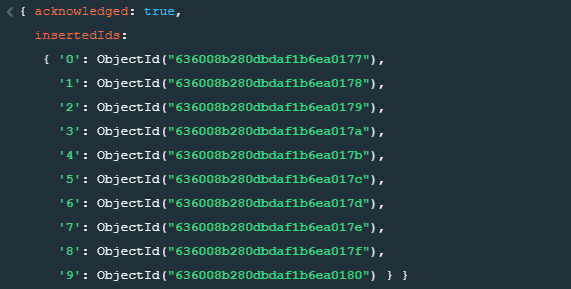 { acknowledged: true,
insertedIds:
{ '0': ObjectId("636008b280dbdaf1b6ea0177"),
'1': ObjectId("636008b280dbdaf1b6ea0178"),
'2': ObjectId("636008b280dbdaf1b6ea0179"),
'3': ObjectId("636008b280dbdaf1b6ea017a"),
'4': ObjectId("636008b280dbdaf1b6ea017b"),
'5': ObjectId("636008b280dbdaf1b6ea017c"),
'6': ObjectId("636008b280dbdaf1b6ea017d"),
'7': ObjectId("636008b280dbdaf1b6ea017e"),
'8': ObjectId("636008b280dbdaf1b6ea017f"),
'9': ObjectId("636008b280dbdaf1b6ea0180") } }